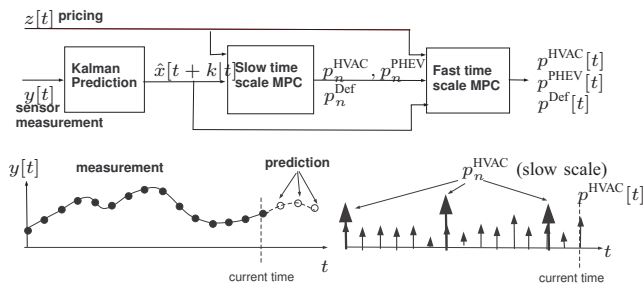 z[t] pricing
Kalman
Prediction
x̂[t + k|t]
Slow time
scale MPC
p_n^HVAC, p_n^PHEV
p_n^Def
Fast time
scale MPC
p^HVAC[t]
p^PHEV[t]
p^Def[t]
y[t]
sensor
measurement
y[t]
measurement
prediction
current time
t
p_n^HVAC (slow scale)
p^HVAC[t]
t
current time